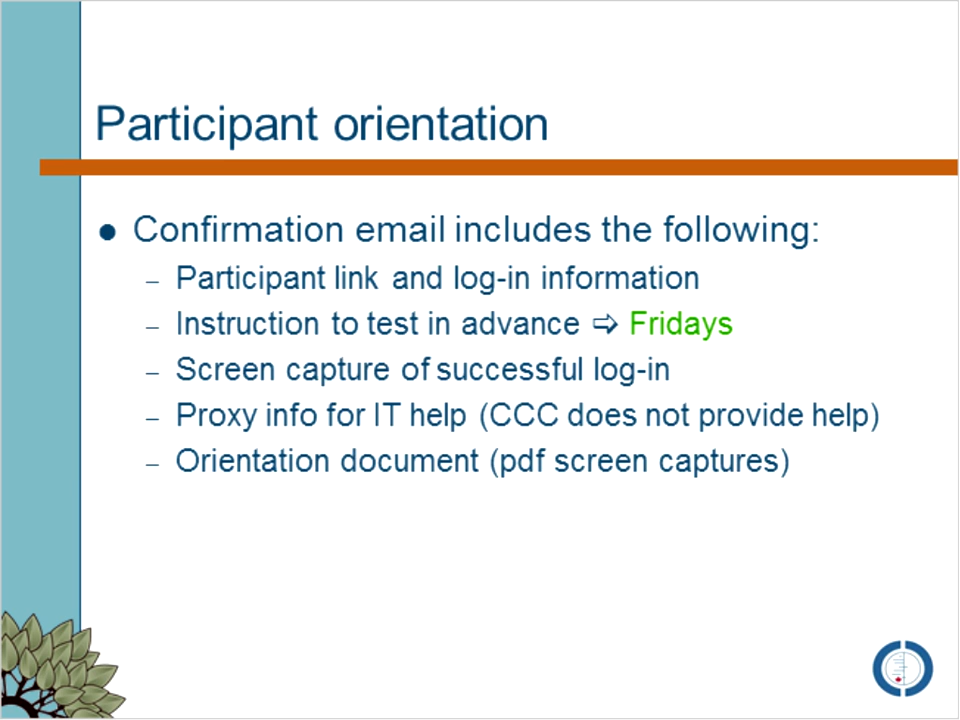 Participant orientation
● Confirmation email includes the following:
– Participant link and log-in information
– Instruction to test in advance ⇨ Fridays
– Screen capture of successful log-in
– Proxy info for IT help (CCC does not provide help)
– Orientation document (pdf screen captures)